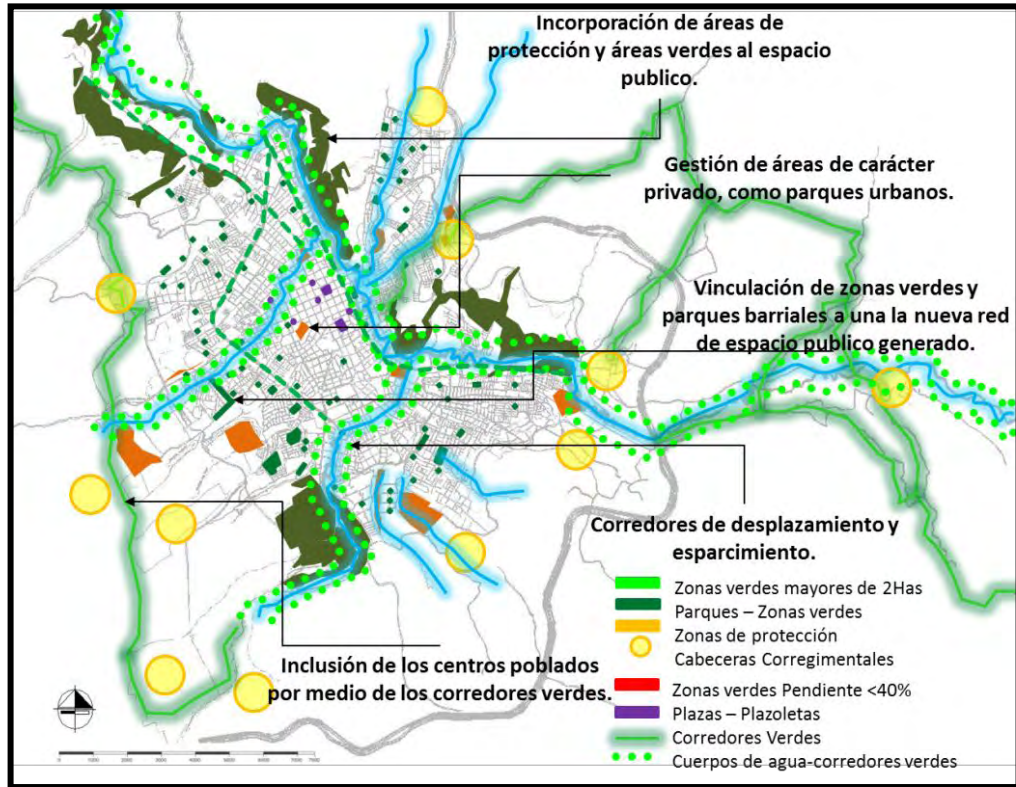 Incorporación de áreas de
protección y áreas verdes al espacio
publico.
Gestión de áreas de carácter
privado, como parques urbanos.
Vinculación de zonas verdes y
parques barriales a una la nueva red
de espacio publico generado.
Corredores de desplazamiento y
esparcimiento.
Inclusión de los centros poblados
por medio de los corredores verdes.
Zonas verdes mayores de 2Has
Parques – Zonas verdes
Zonas de protección
Cabeceras Corregimentales
Zonas verdes Pendiente <40%
Plazas – Plazoletas
Corredores Verdes
Cuerpos de agua-corredores verdes